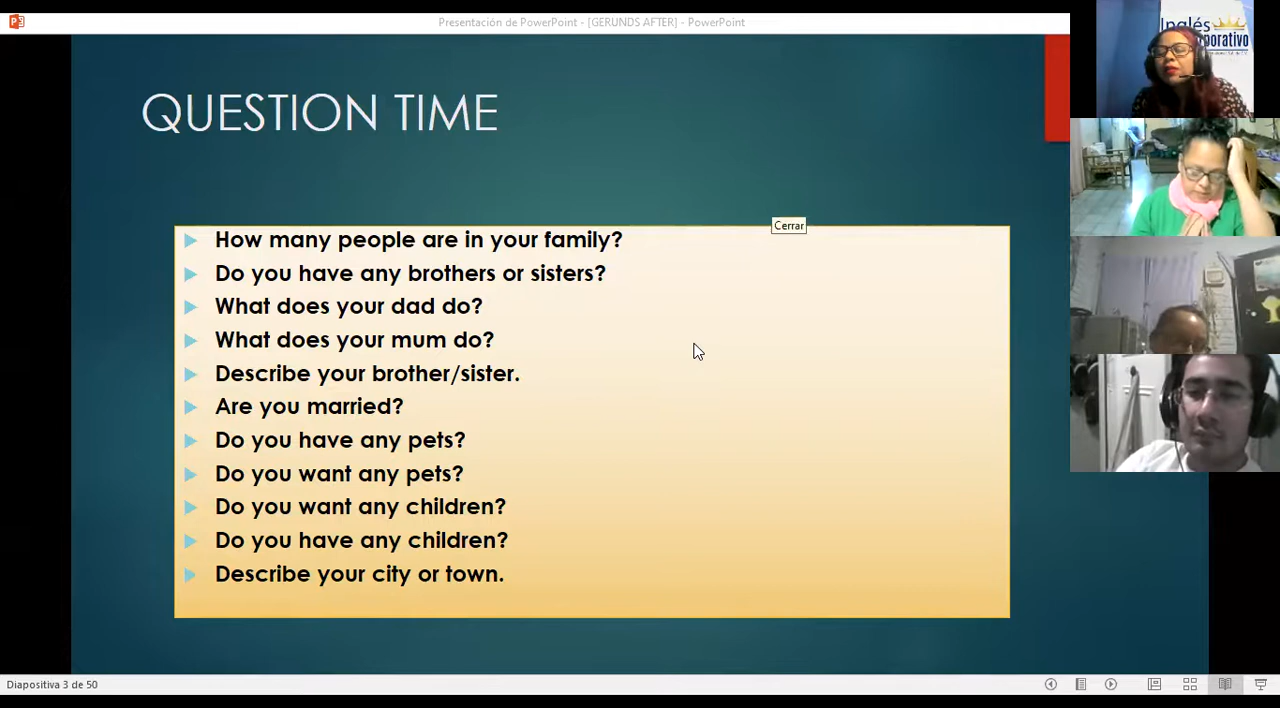 Presentación de PowerPoint - [GERUNDS AFTER] - PowerPoint
Inglés
porativo
QUESTION TIME
Cerrar
How many people are in your family?
Do you have any brothers or sisters?
What does your dad do?
What does your mum do?
Describe your brother/sister.
Are you married?
Do you have any pets?
Do you want any pets?
Do you want any children?
Do you have any children?
Describe your city or town.
Diapositiva 3 de 50